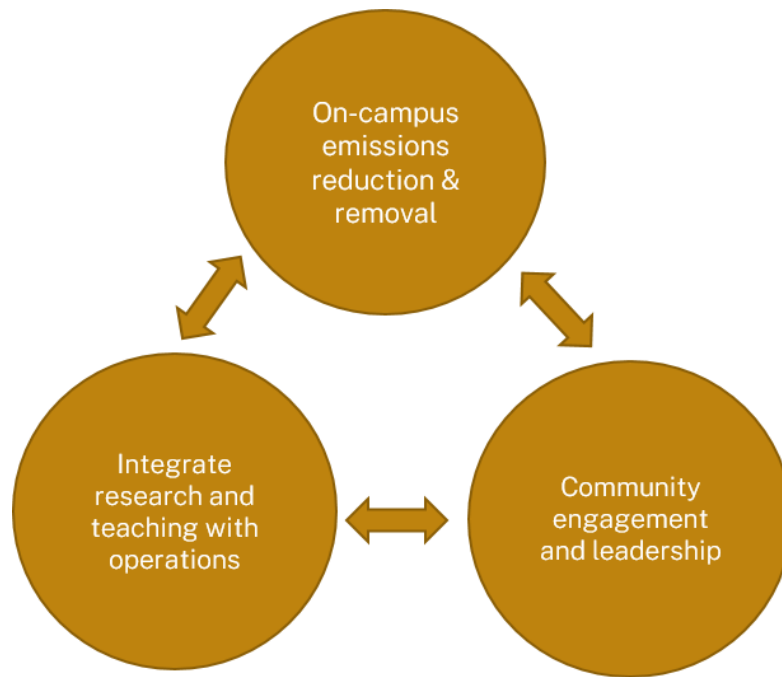 On-campus
emissions
reduction &
removal
Integrate
research and
teaching with
operations
Community
engagement
and leadership